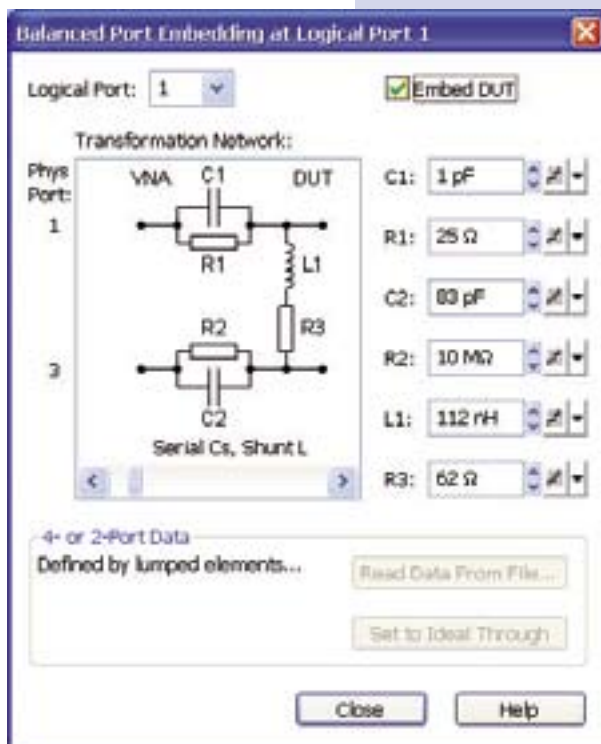 Balanced Port Embedding at Logical Port 1
Logical Port: 1
Embed DUT
Transformation Network:
Phys Port:
VNA C1 DUT
1
R1 L1
R2 R3
3
C2
Serial Cs, Shunt L
C1: 1 pF
R1: 25 Ω
C2: 83 pF
R2: 10 MΩ
L1: 112 nH
R3: 62 Ω
4- or 2-Port Data
Defined by lumped elements...
Read Data From File...
Set to Ideal Through
Close
Help